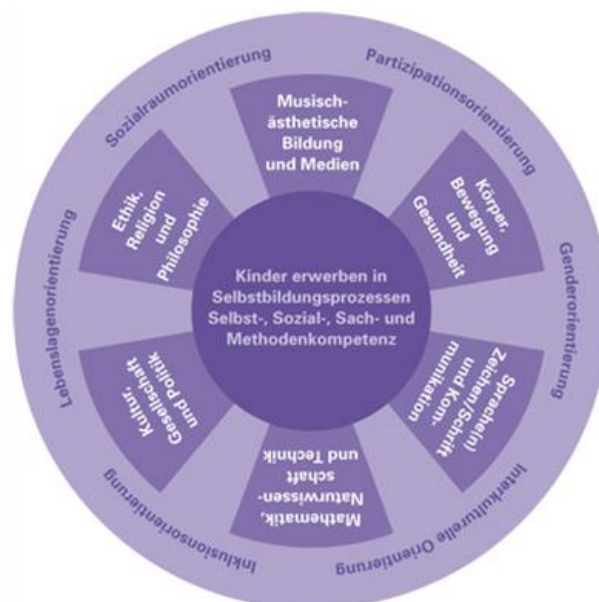 Sozialraumorientierung
Partizipationsorientierung
Genderorientierung
Interkulturelle Orientierung
Inklusionsorientierung
Lebenslagenorientierung
Musisch-
ästhetische
Bildung
und Medien
Körper,
Bewegung
und
Gesundheit
Sprache(n)
Zeichen/Schrift
und Kom-
munikation
Mathematik,
Naturwissen-
schaft
und Technik
Kultur,
Gesellschaft
und Politik
Ethik,
Religion
und
Philosophie
Kinder erwerben in
Selbstbildungsprozessen
Selbst-, Sozial-, Sach- und
Methodenkompetenz